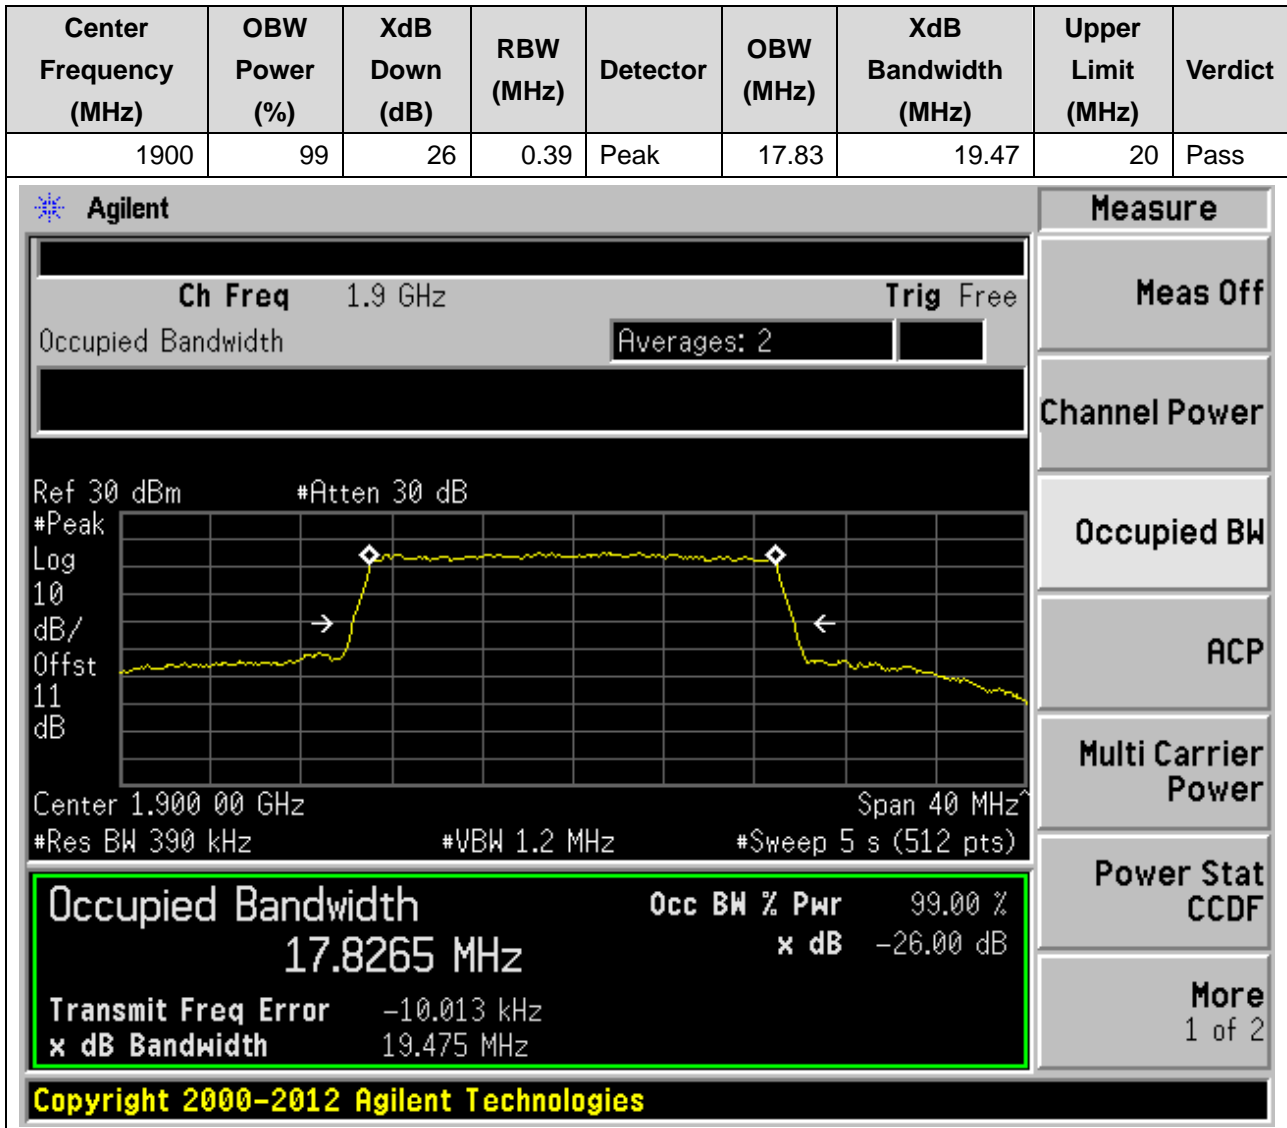 Center Frequency (MHz) OBW Power (%) XdB Down (dB) RBW (MHz) Detector OBW (MHz) XdB Bandwidth (MHz) Upper Limit (MHz) Verdict
1900 99 26 0.39 Peak 17.83 19.47 20 Pass
Agilent
Measure
Ch Freq 1.9 GHz Trig Free
Meas Off
Occupied Bandwidth Averages: 2
Channel Power
Ref 30 dBm #Atten 30 dB
#Peak
Log
10
dB/
Offst
11
dB
Occupied BW
ACP
Multi Carrier
Power
Center 1.900 00 GHz Span 40 MHz^
#Res BW 390 kHz #VBW 1.2 MHz #Sweep 5 s (512 pts)
Power Stat
CCDF
Occupied Bandwidth Occ BW % Pwr 99.00 %
17.8265 MHz x dB -26.00 dB
Transmit Freq Error -10.013 kHz
x dB Bandwidth 19.475 MHz
More
1 of 2
Copyright 2000-2012 Agilent Technologies